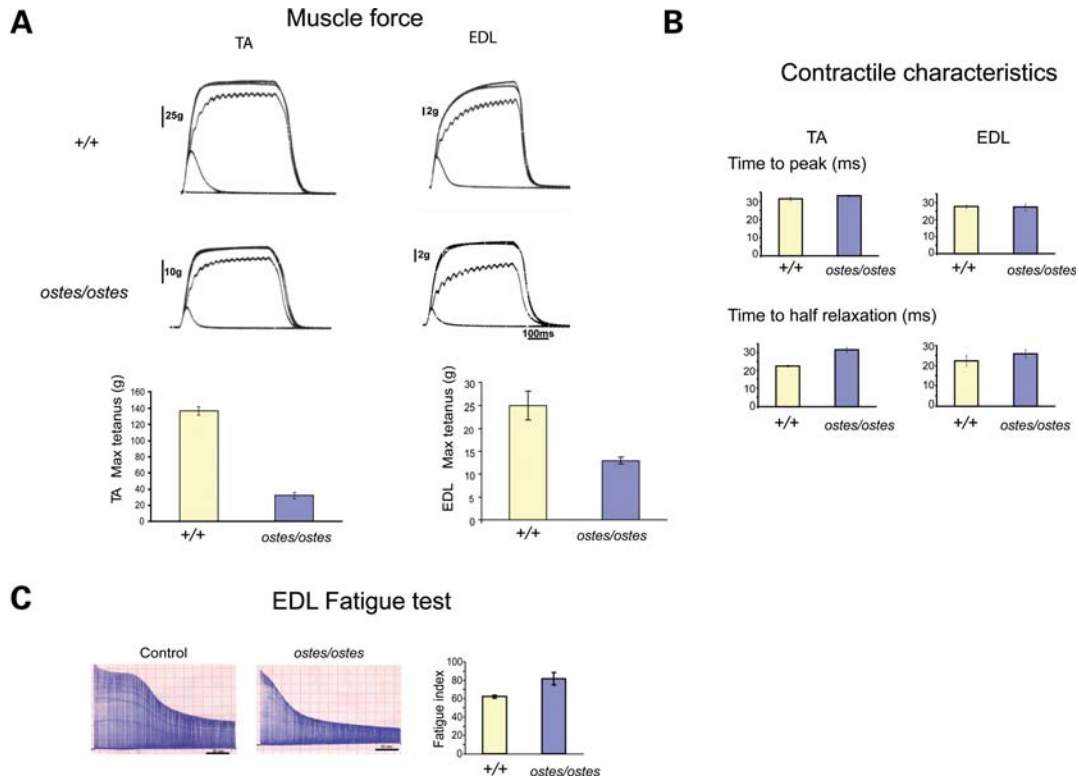 A
Muscle force
TA
EDL
+/+
25g
2g
ostes/ostes
10g
2g
100ms
TA Max tetanus (g)
160
140
120
100
80
60
40
20
0
+/+
ostes/ostes
EDL Max tetanus (g)
30
25
20
15
10
5
0
+/+
ostes/ostes
B
Contractile characteristics
TA
EDL
Time to peak (ms)
30
20
10
0
+/+
ostes/ostes
30
20
10
0
+/+
ostes/ostes
Time to half relaxation (ms)
30
20
10
0
+/+
ostes/ostes
30
20
10
0
+/+
ostes/ostes
C
EDL Fatigue test
Control
ostes/ostes
Fatigue index
100
80
60
40
20
0
+/+
ostes/ostes